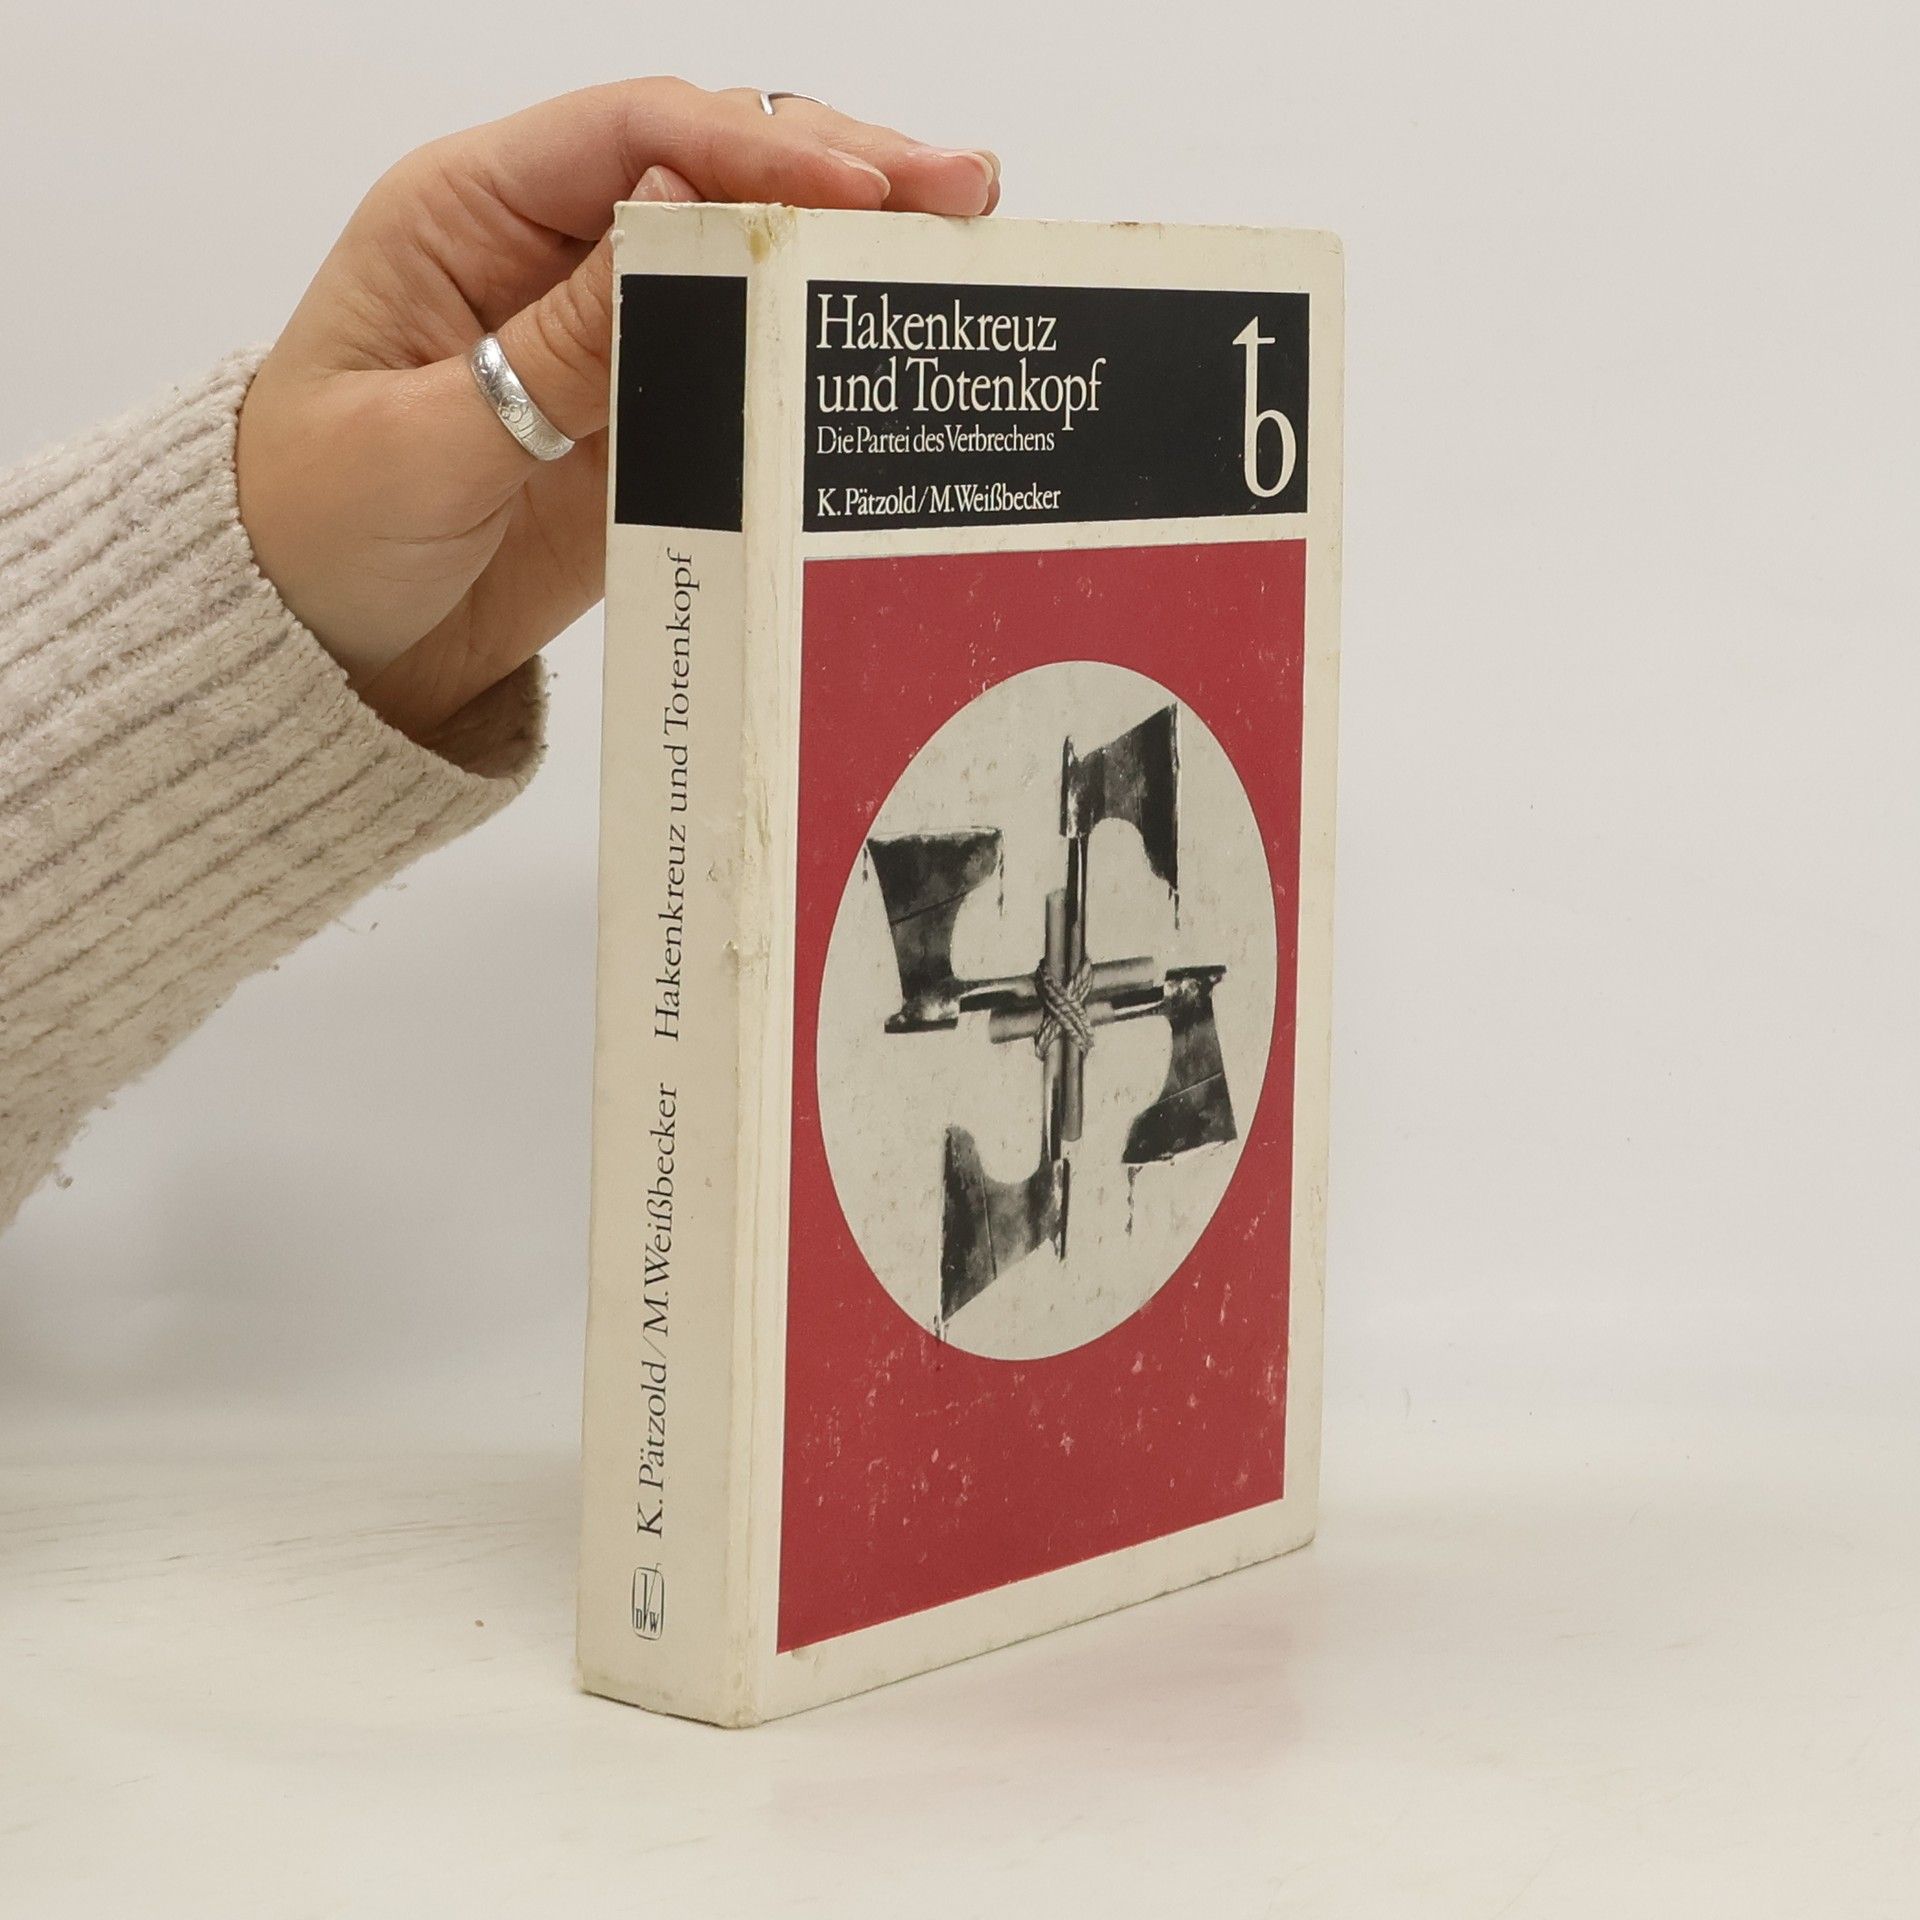 Hakenkreuz
und Totenkopf
Die Partei des Verbrechens
K. Pätzold/M.Weißbecker
tb
K. Pätzold/M.Weißbecker Hakenkreuz und Totenkopf
D V W